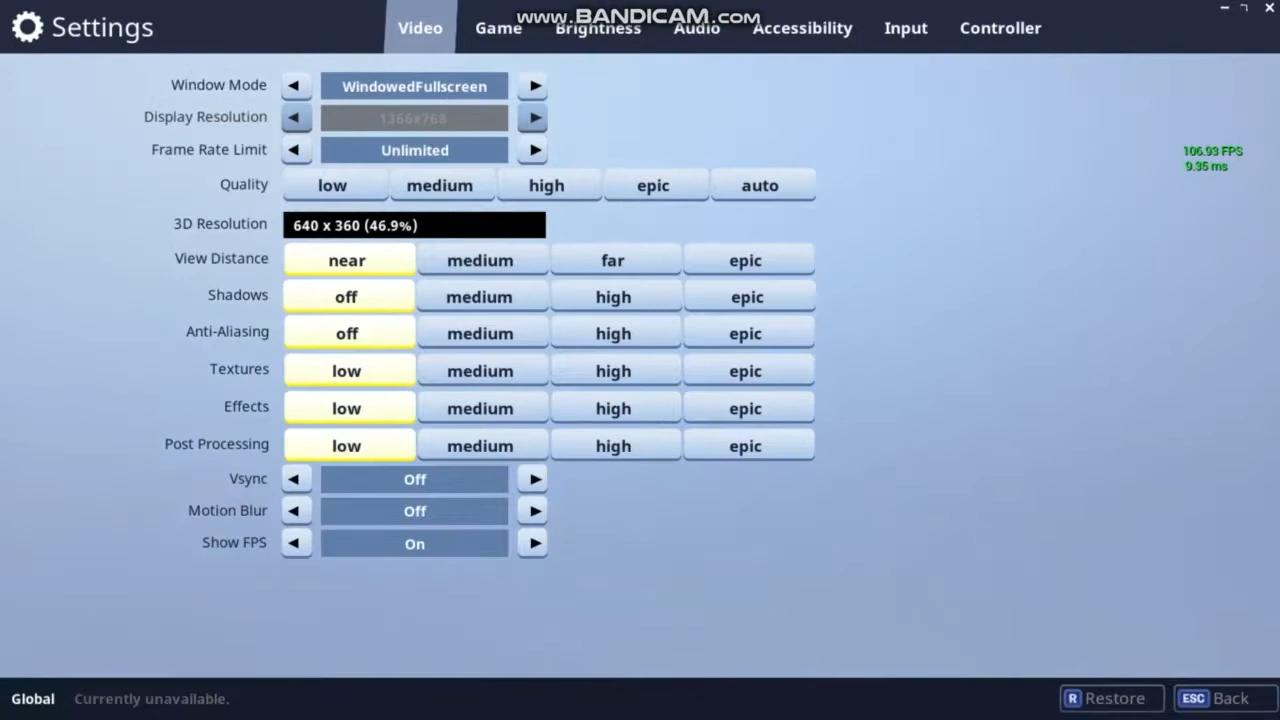 www.BANDICAM.com
Settings
Video Game Brightness Audio Accessibility Input Controller
Window Mode WindowedFullscreen
Display Resolution 1366x768
Frame Rate Limit Unlimited
106.93 FPS
9.35 ms
Quality low medium high epic auto
3D Resolution 640 x 360 (46.9%)
View Distance near medium far epic
Shadows off medium high epic
Anti-Aliasing off medium high epic
Textures low medium high epic
Effects low medium high epic
Post Processing low medium high epic
Vsync Off
Motion Blur Off
Show FPS On
Global Currently unavailable. R Restore ESC Back